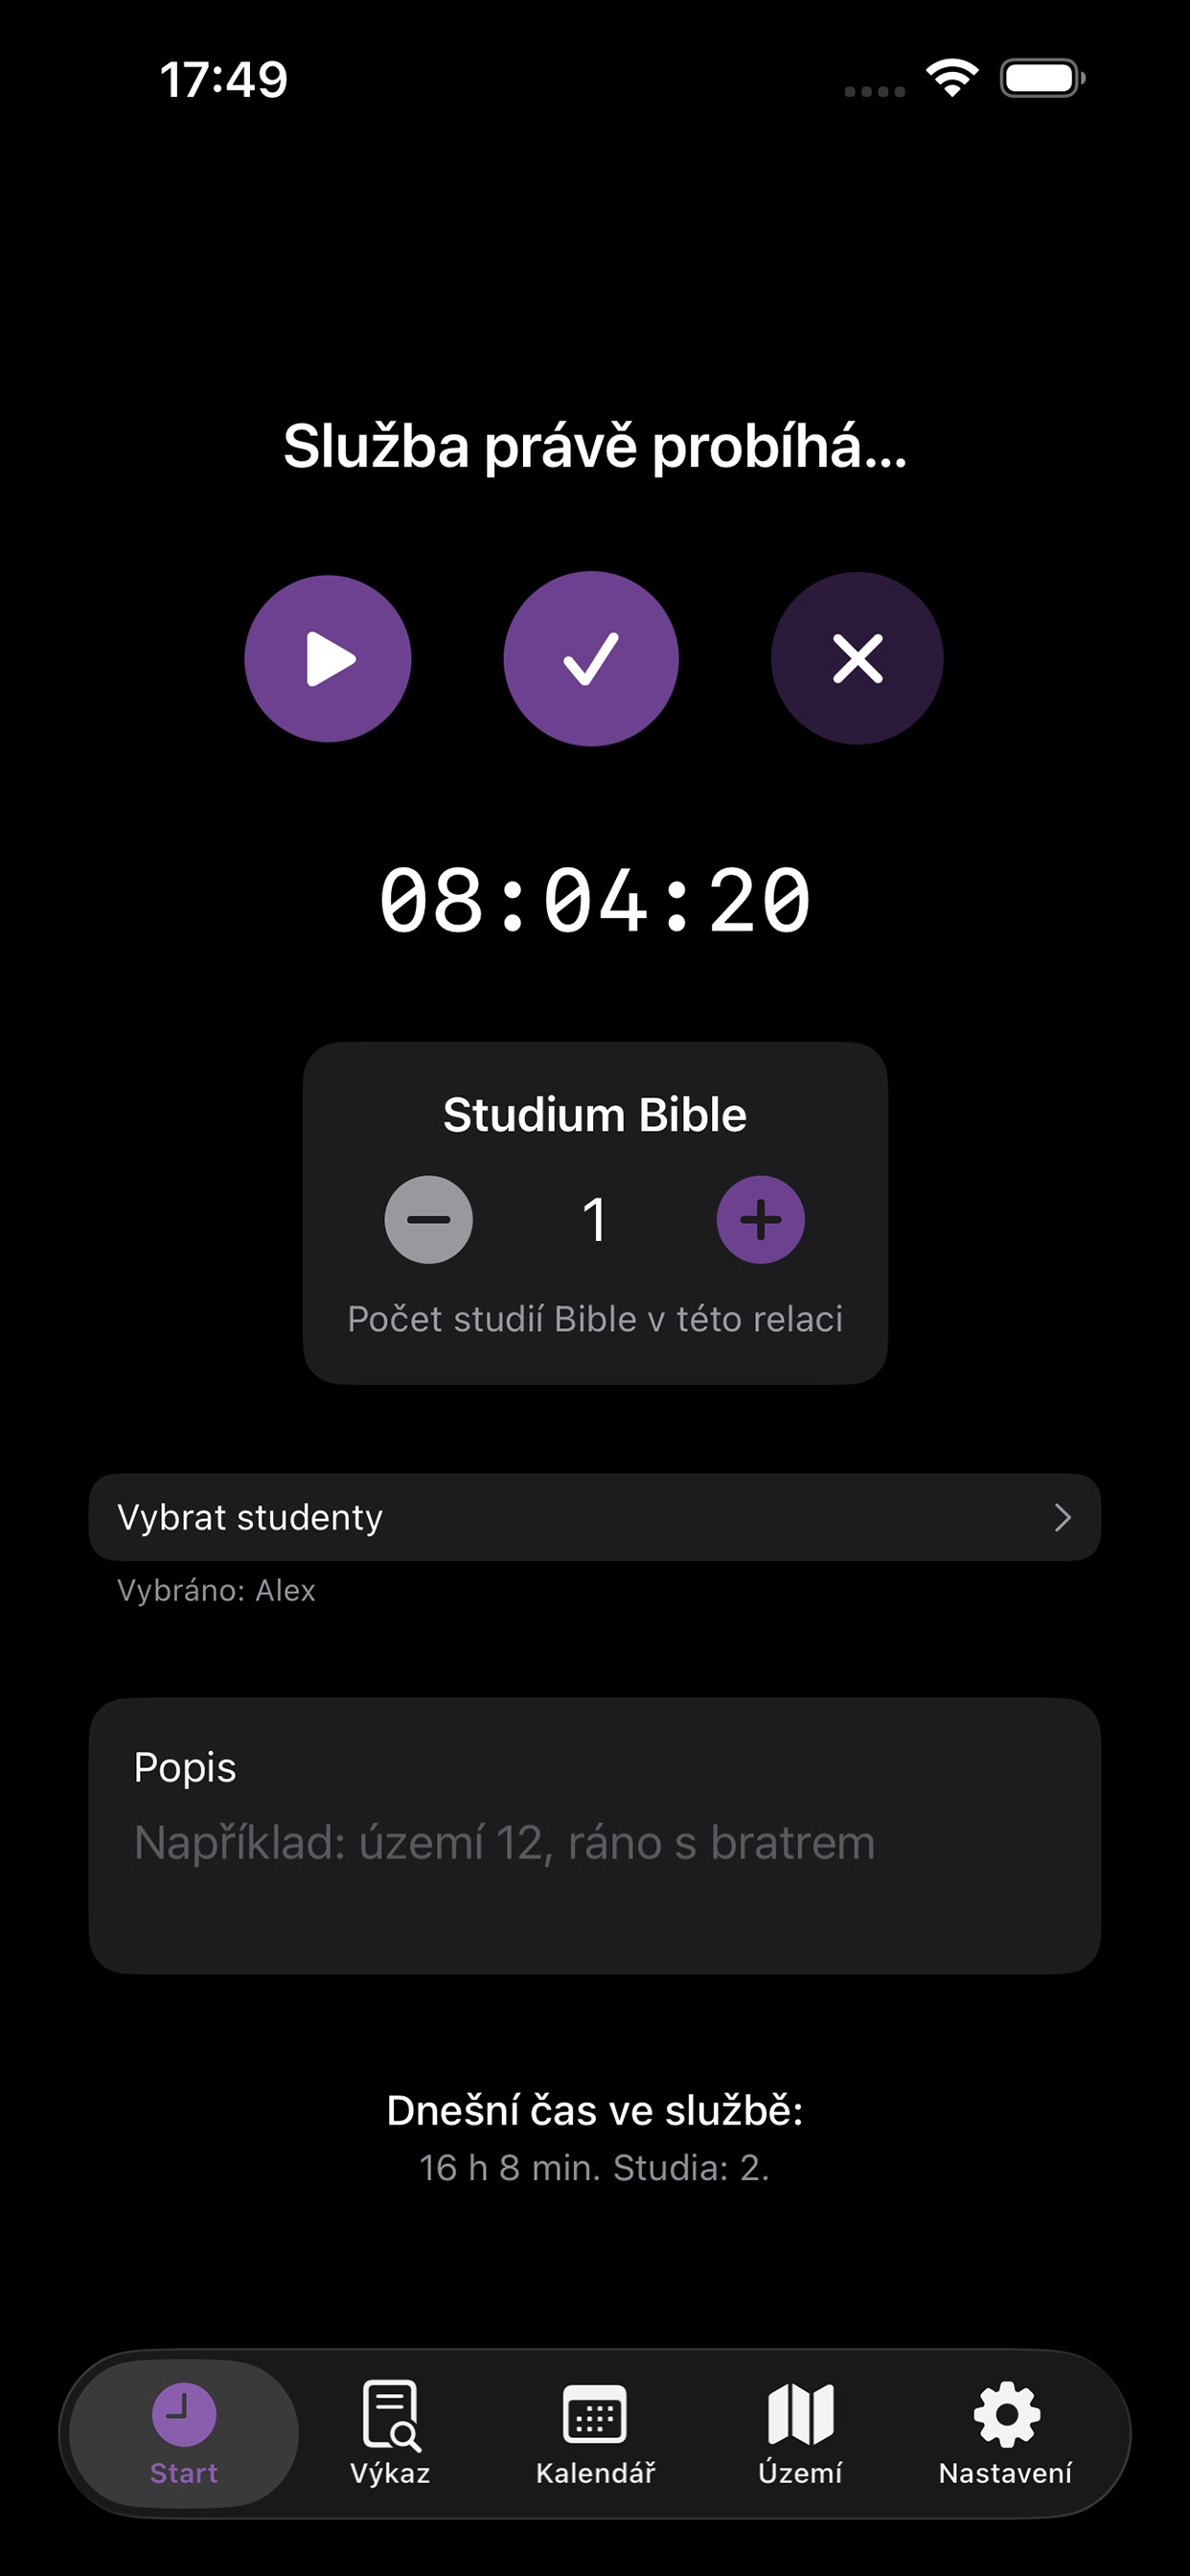 17:49
Služba právě probíhá...
08:04:20
Studium Bible
1
Počet studií Bible v této relaci
Vybrat studenty
Vybráno: Alex
Popis
Například: území 12, ráno s bratrem
Dnešní čas ve službě:
16 h 8 min. Studia: 2.
Start
Výkaz
Kalendář
Území
Nastavení